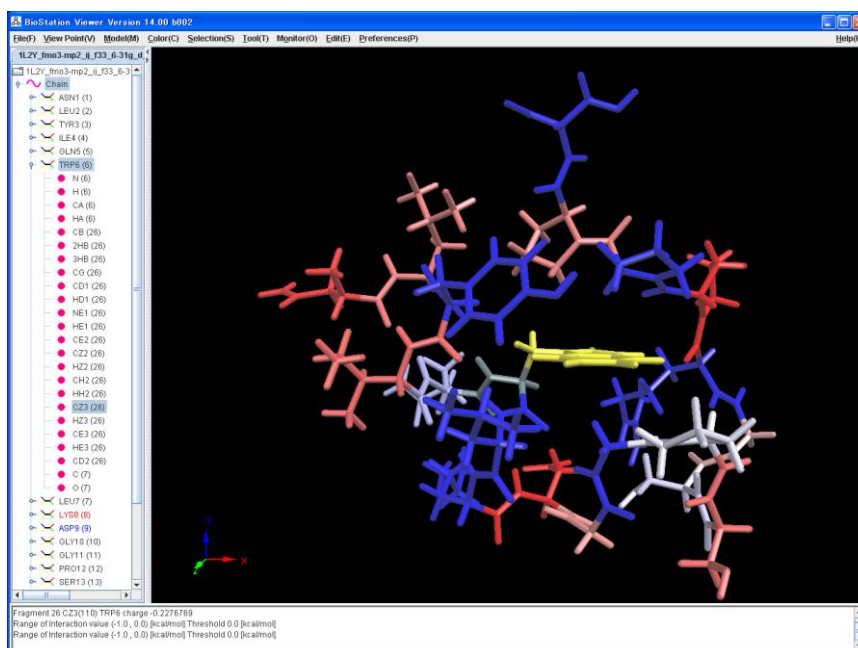 BioStation Viewer Version 14.00 b002
File(F) View Point(V) Model(M) Color(C) Selection(S) Tool(T) Monitor(O) Edit(E) Preferences(P) Help(H
1L2Y_fmo3-mp2_ij_f33_6-31g_d_
1L2Y_fmo3-mp2_ij_f33_6-3
Chain
ASN1 (1)
LEU2 (2)
TYR3 (3)
ILE4 (4)
GLN5 (5)
TRP6 (6)
N (6)
H (6)
CA (6)
HA (6)
CB (26)
2HB (26)
3HB (26)
CG (26)
CD1 (26)
HD1 (26)
NE1 (26)
HE1 (26)
CE2 (26)
CZ2 (26)
HZ2 (26)
CH2 (26)
HH2 (26)
CZ3 (26)
HZ3 (26)
CE3 (26)
HE3 (26)
CD2 (26)
C (7)
O (7)
LEU7 (7)
LYS8 (8)
ASP9 (9)
GLY10 (10)
GLY11 (11)
PRO12 (12)
SER13 (13)
Y
X
Z
Fragment 26 CZ3(110) TRP6 charge -0.2276769
Range of Interaction value (-1.0 , 0.0) [kcal/mol] Threshold 0.0 [kcal/mol]
Range of Interaction value (-1.0 , 0.0) [kcal/mol] Threshold 0.0 [kcal/mol]